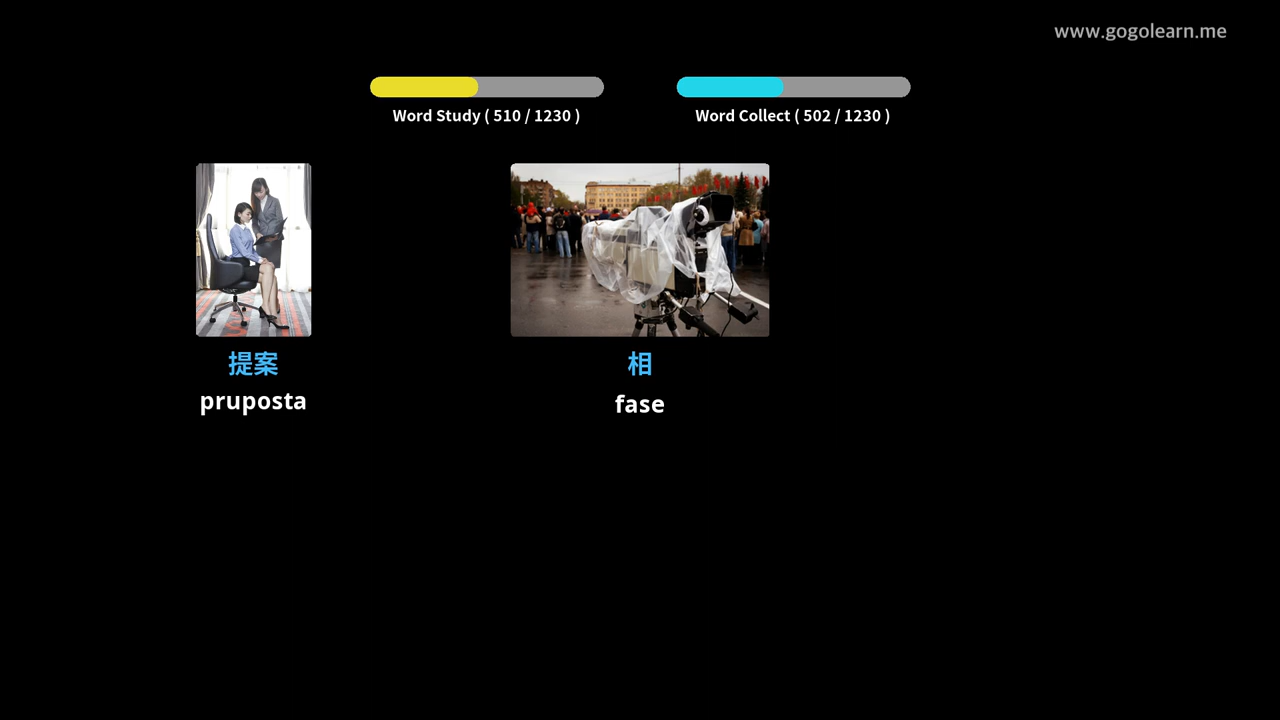 www.gogolearn.me
Word Study ( 510 / 1230 )
Word Collect ( 502 / 1230 )
提案
pruposta
相
fase